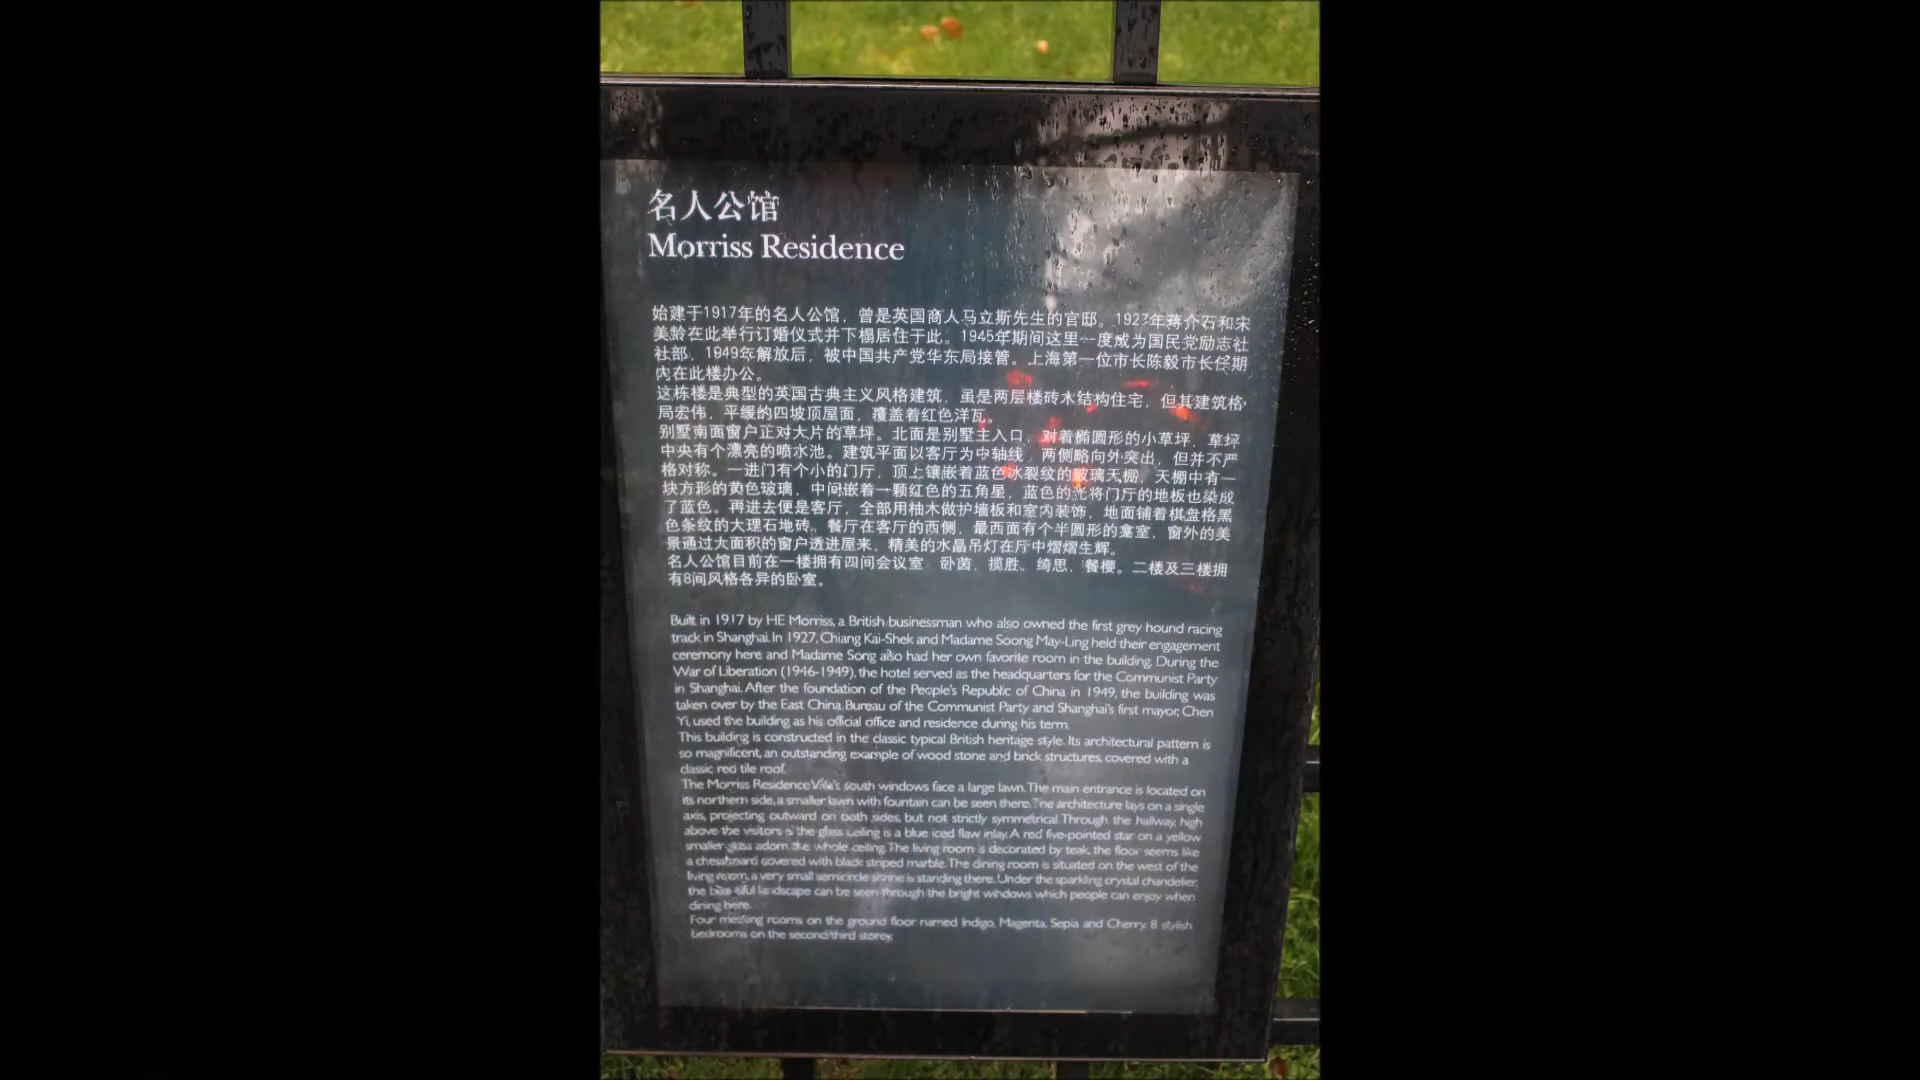 名人公馆
Morriss Residence
始建于1917年的名人公馆，曾是英国商人马立斯先生的官邸。1927年蒋介石和宋
美龄在此举行订婚仪式并下榻居住于此。1945年期间这里一度成为国民党励志社
社部，1949年解放后，被中国共产党华东局接管。上海第一位市长陈毅市长任期
内在此楼办公。
这栋楼是典型的英国古典主义风格建筑，虽是两层楼砖木结构住宅，但其建筑格
局宏伟，平缓的四坡顶屋面，覆盖着红色洋瓦。
别墅南面窗户正对大片的草坪。北面是别墅主入口，对着椭圆形的小草坪，草坪
中央有个漂亮的喷水池。建筑平面以客厅为中轴线，两侧略向外突出，但并不严
格对称。一进门有个小的门厅，顶上镶嵌着蓝色冰裂纹的玻璃天棚，天棚中有一
块方形的黄色玻璃，中间嵌着一颗红色的五角星，蓝色的光将门厅的地板也染成
了蓝色。再进去便是客厅，全部用柚木做护墙板和室内装饰，地面铺着棋盘格黑
色条纹的大理石地砖。餐厅在客厅的西侧，最西面有个半圆形的龛室，窗外的美
景通过大面积的窗户透进屋来，精美的水晶吊灯在厅中熠熠生辉。
名人公馆目前在一楼拥有四间会议室 卧茵、揽胜、绮思、餐樱。二楼及三楼拥
有8间风格各异的卧室。
Built in 1917 by HE Morriss, a British businessman who also owned the first grey hound racing
track in Shanghai. In 1927, Chiang Kai-Shek and Madame Soong May-Ling held their engagement
ceremony here and Madame Song also had her own favorite room in the building. During the
War of Liberation (1946-1949), the hotel served as the headquarters for the Communist Party
in Shanghai. After the foundation of the People's Republic of China in 1949, the building was
taken over by the East China Bureau of the Communist Party and Shanghai's first mayor, Chen
Yi, used the building as his official office and residence during his term.
This building is constructed in the classic typical British heritage style. Its architectural pattern is
so magnificent, an outstanding example of wood stone and brick structures, covered with a
classic red tile roof.
The Morriss Residence Villa's south windows face a large lawn. The main entrance is located on
its northern side, a smaller lawn with fountain can be seen there. The architecture lays on a single
axis, projecting outward on both sides, but not strictly symmetrical. Through the hallway, high
above the visitors is the glass ceiling is a blue iced flaw inlay. A red five-pointed star on a yellow
smaller glass adorn the whole ceiling. The living room is decorated by teak, the floor seems like
a chessboard covered with black striped marble. The dining room is situated on the west of the
living room, a very small semicircle shrine is standing there. Under the sparkling crystal chandelier,
the beautiful landscape can be seen through the bright windows which people can enjoy when
dining here.
Four meeting rooms on the ground floor named Indigo, Magenta, Sepia and Cherry. 8 stylish
bedrooms on the second/third storey.